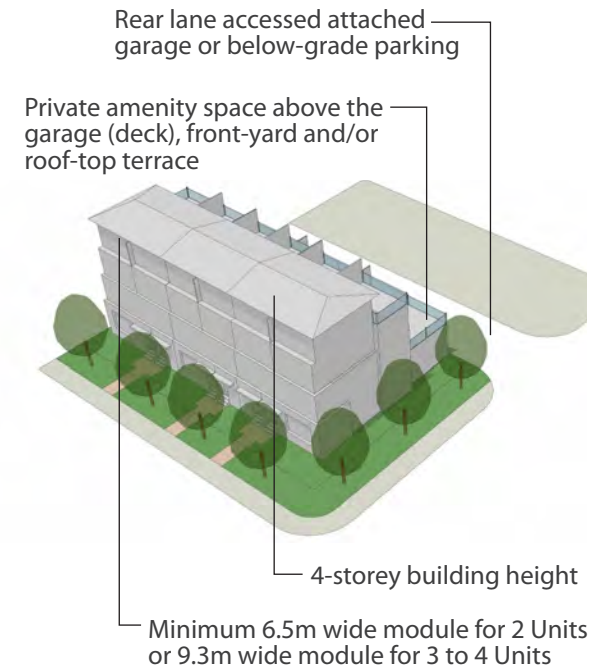 Rear lane accessed attached
garage or below-grade parking
Private amenity space above the
garage (deck), front-yard and/or
roof-top terrace
4-storey building height
Minimum 6.5m wide module for 2 Units
or 9.3m wide module for 3 to 4 Units